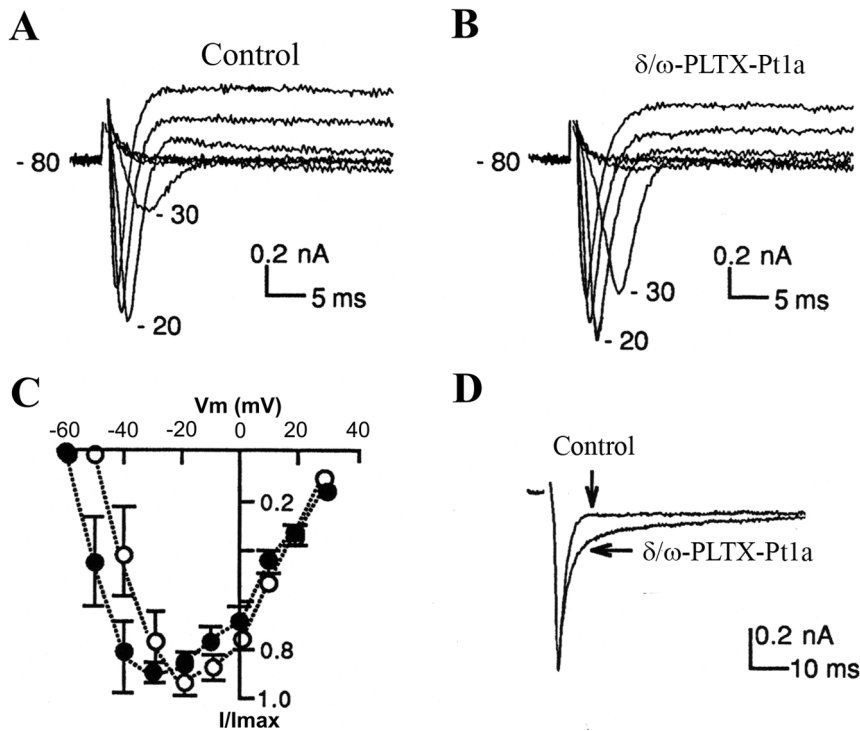 A
Control
- 80
- 30
- 20
0.2 nA
5 ms
B
δ/ω-PLTX-Pt1a
- 80
- 30
- 20
0.2 nA
5 ms
C
Vm (mV)
-60 -40 -20 0 20 40
0.2
0.8
1.0
I/Imax
D
Control
δ/ω-PLTX-Pt1a
0.2 nA
10 ms